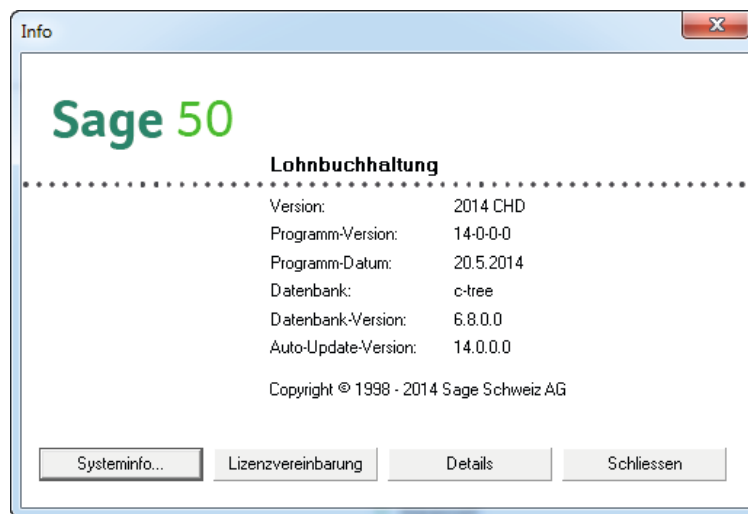 Info
Sage 50
Lohnbuchhaltung
Version: 2014 CHD
Programm-Version: 14-0-0-0
Programm-Datum: 20.5.2014
Datenbank: c-tree
Datenbank-Version: 6.8.0.0
Auto-Update-Version: 14.0.0.0
Copyright © 1998 - 2014 Sage Schweiz AG
Systeminfo... Lizenzvereinbarung Details Schliessen